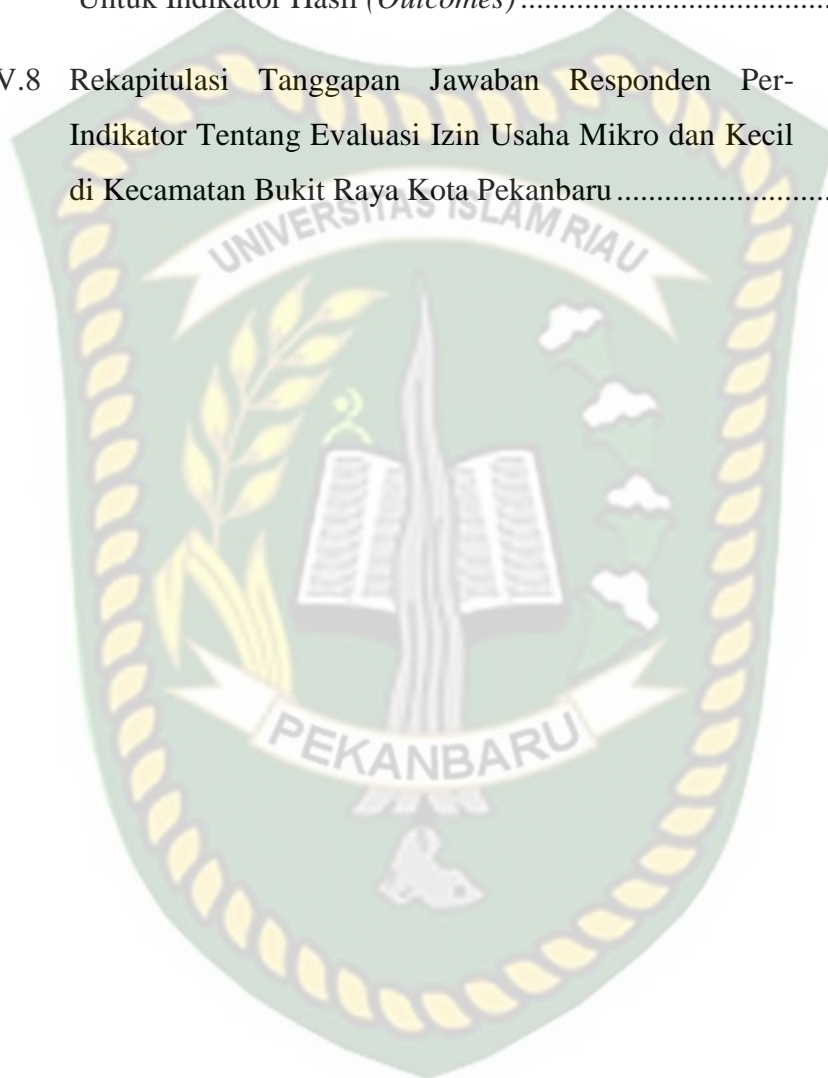 Untuk Indikator Hasil (Outcomes)....................................
V.8 Rekapitulasi Tanggapan Jawaban Responden Per-
Indikator Tentang Evaluasi Izin Usaha Mikro dan Kecil
di Kecamatan Bukit Raya Kota Pekanbaru...........................
UNIVERSITAS ISLAM RIAU
PEKANBARU